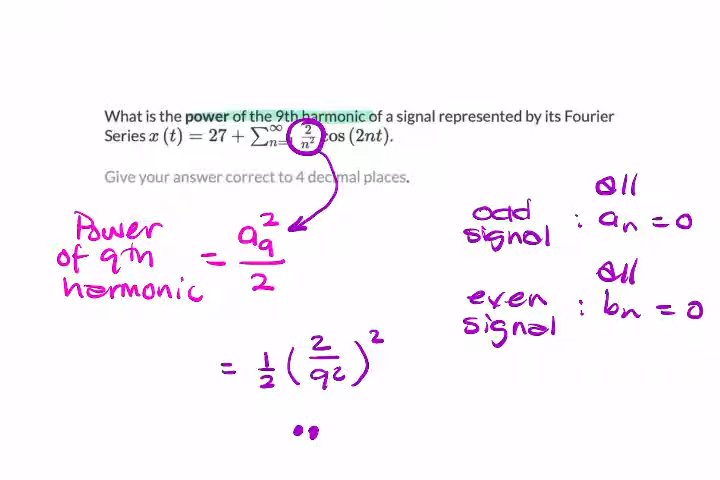 What is the power of the 9th harmonic of a signal represented by its Fourier
Series x (t) = 27 + ∑ₙ₌^∞ 2/n² cos (2nt).
Give your answer correct to 4 decimal places.
Power
of 9th
harmonic
= a₉²/2
= 1/2 (2/9²)²
odd
signal : all aₙ = 0
even
signal : all bₙ = 0